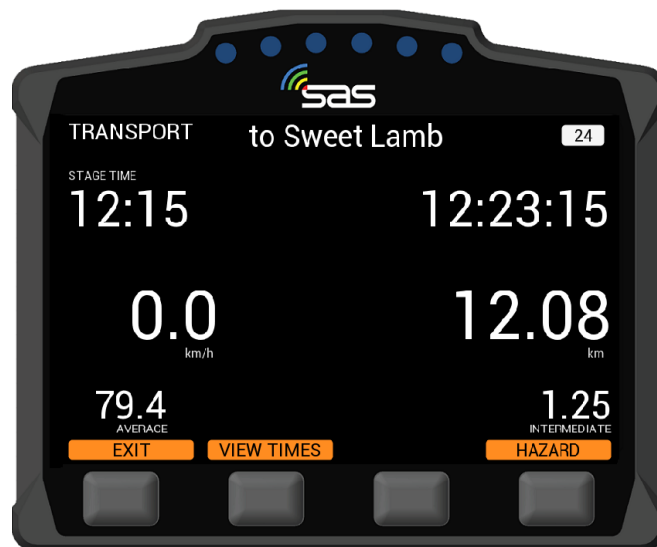 sas
TRANSPORT to Sweet Lamb 24
STAGE TIME
12:15 12:23:15
0.0 12.08
km/h km
79.4 1.25
AVERAGE INTERMEDIATE
EXIT VIEW TIMES HAZARD